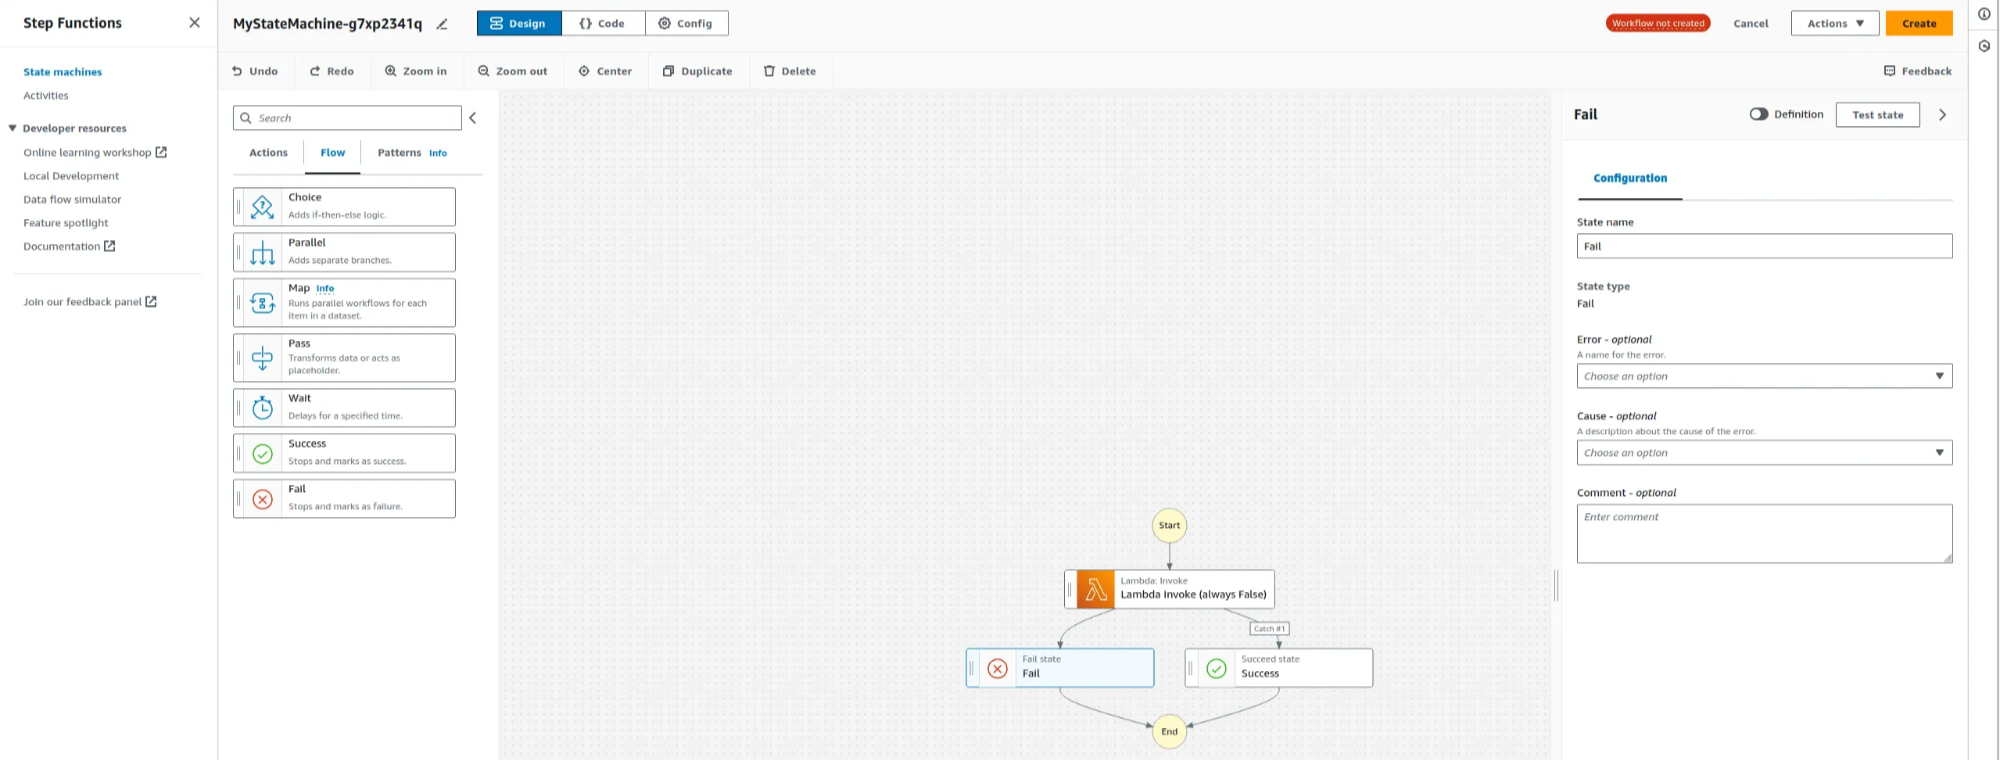 Step Functions
State machines
Activities
Developer resources
Online learning workshop
Local Development
Data flow simulator
Feature spotlight
Documentation
Join our feedback panel
MyStateMachine-g7xp2341q
Design
{} Code
Config
Workflow not created
Cancel
Actions
Create
Undo
Redo
Zoom in
Zoom out
Center
Duplicate
Delete
Feedback
Search
Actions
Flow
Patterns Info
Choice
Adds if-then-else logic.
Parallel
Adds separate branches.
Map Info
Runs parallel workflows for each
item in a dataset.
Pass
Transforms data or acts as
placeholder.
Wait
Delays for a specified time.
Success
Stops and marks as success.
Fail
Stops and marks as failure.
Start
Lambda: Invoke
Lambda Invoke (always False)
Catch #1
Fail state
Fail
Succeed state
Success
End
Fail
Definition
Test state
Configuration
State name
Fail
State type
Fail
Error - optional
A name for the error.
Choose an option
Cause - optional
A description about the cause of the error.
Choose an option
Comment - optional
Enter comment